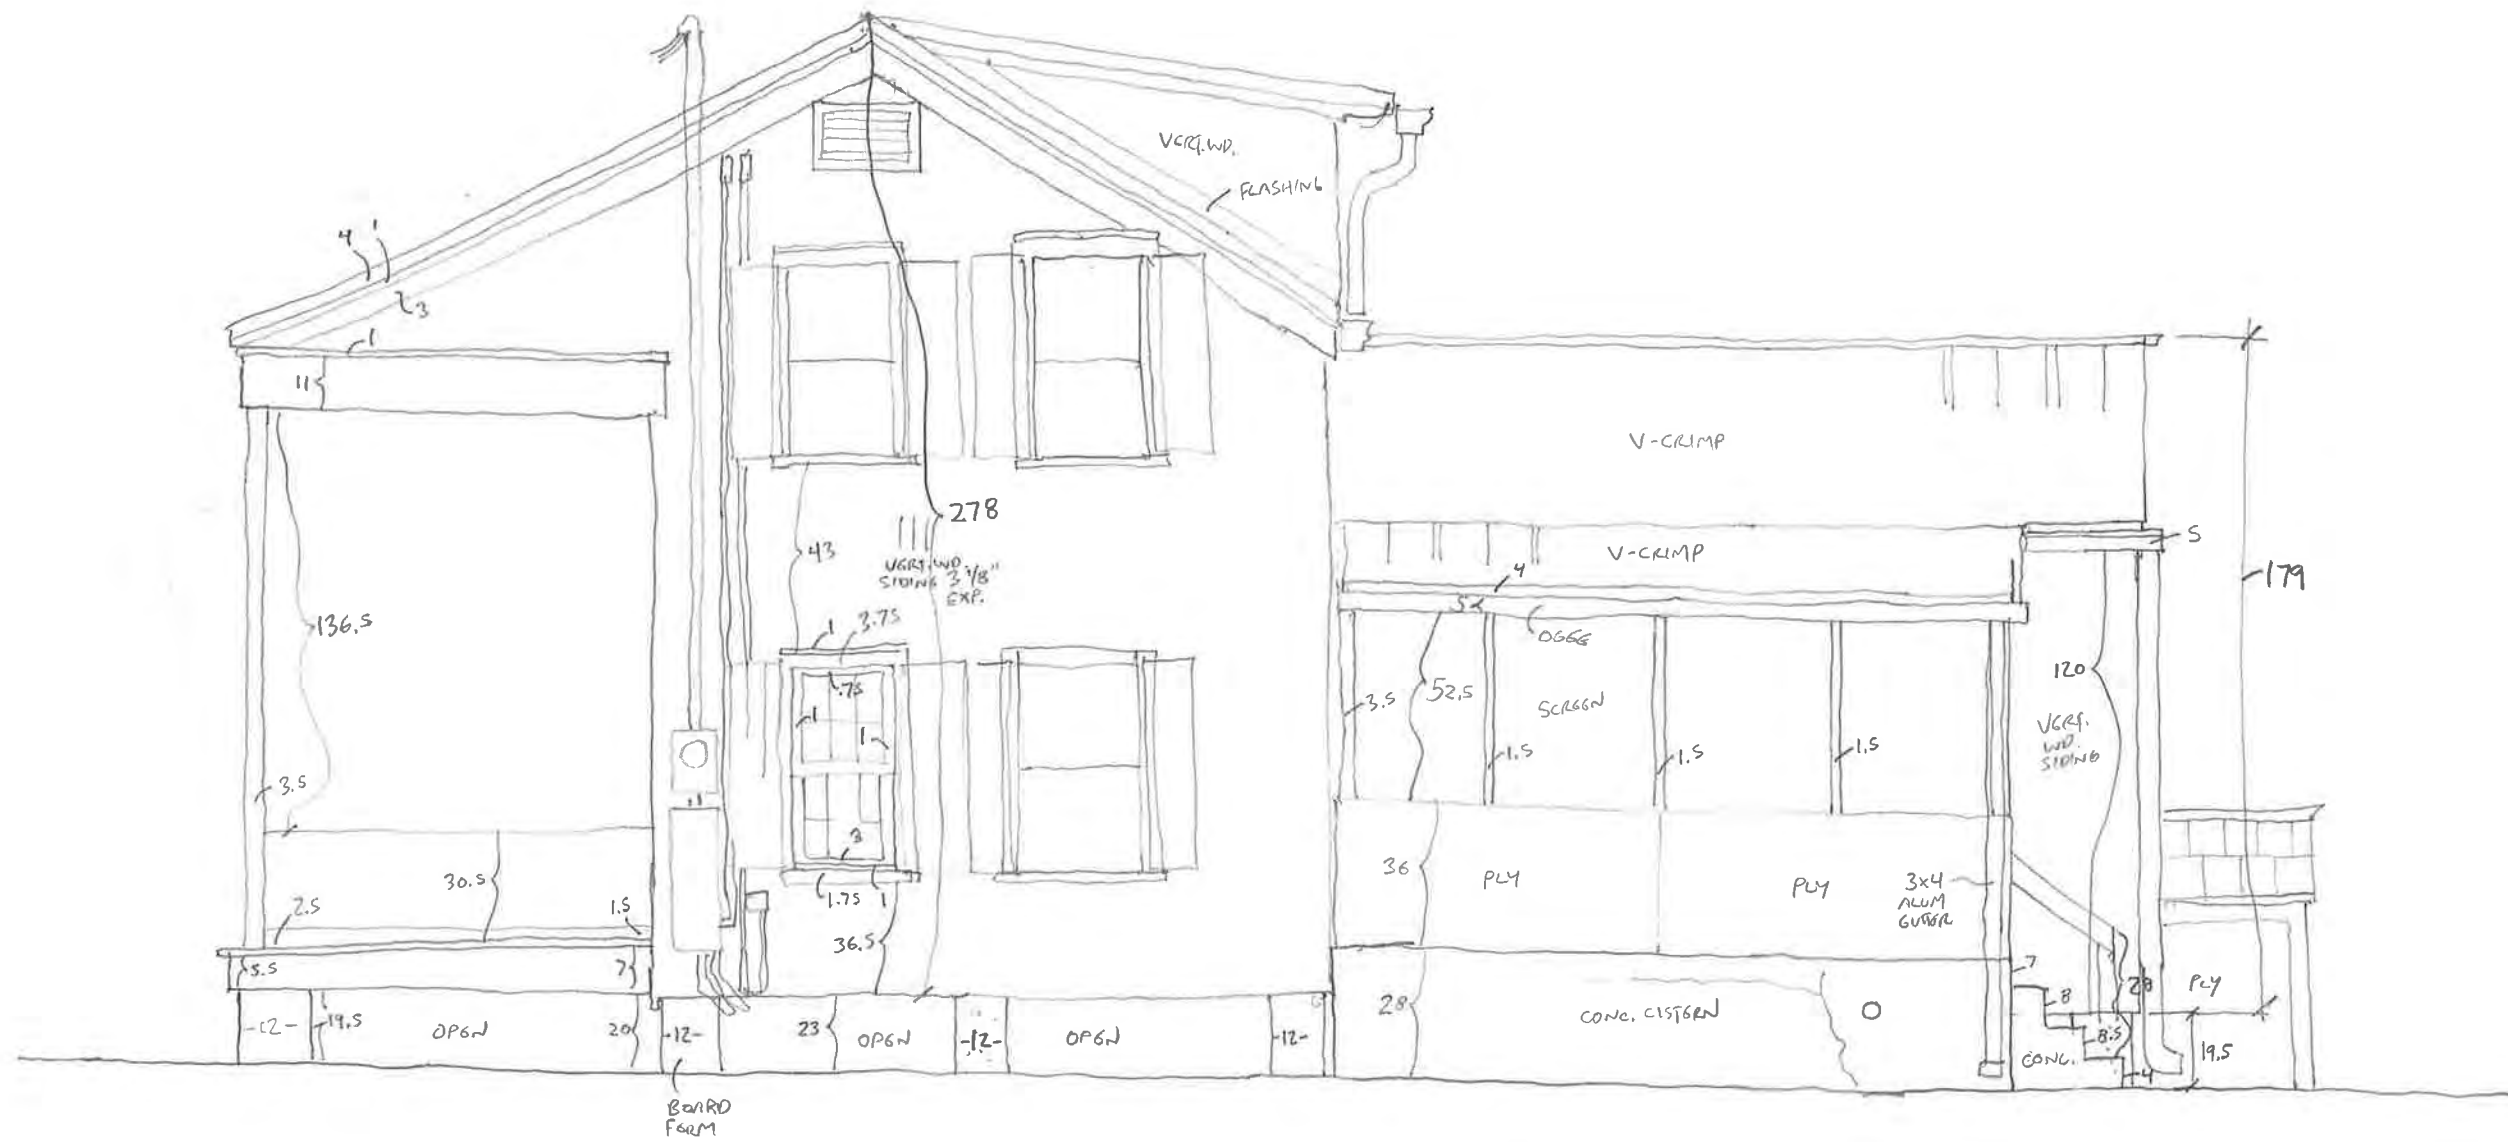 VERT. WD.
FLASHING
4
1
3
1
11
V-CRIMP
278
5
43
VERT. WD.
SIDING 3 1/8"
EXP.
V-CRIMP
4
5
179
136.5
1
3.75
OGEE
120
.75
3.5
52.5
SCREEN
1
1
1.5
1.5
1.5
VERT.
WD.
SIDING
3.5
3
30.5
36
PLY
PLY
3x4
ALUM
GUTTER
2.5
1.5
1.75
1
36.5
5.5
7
7
28
PLY
-12-
19.5
OPEN
20
-12-
23
OPEN
-12-
OPEN
-12-
28
CONC. CISTERN
8
8.5
CONC.
4
19.5
BOARD
FORM